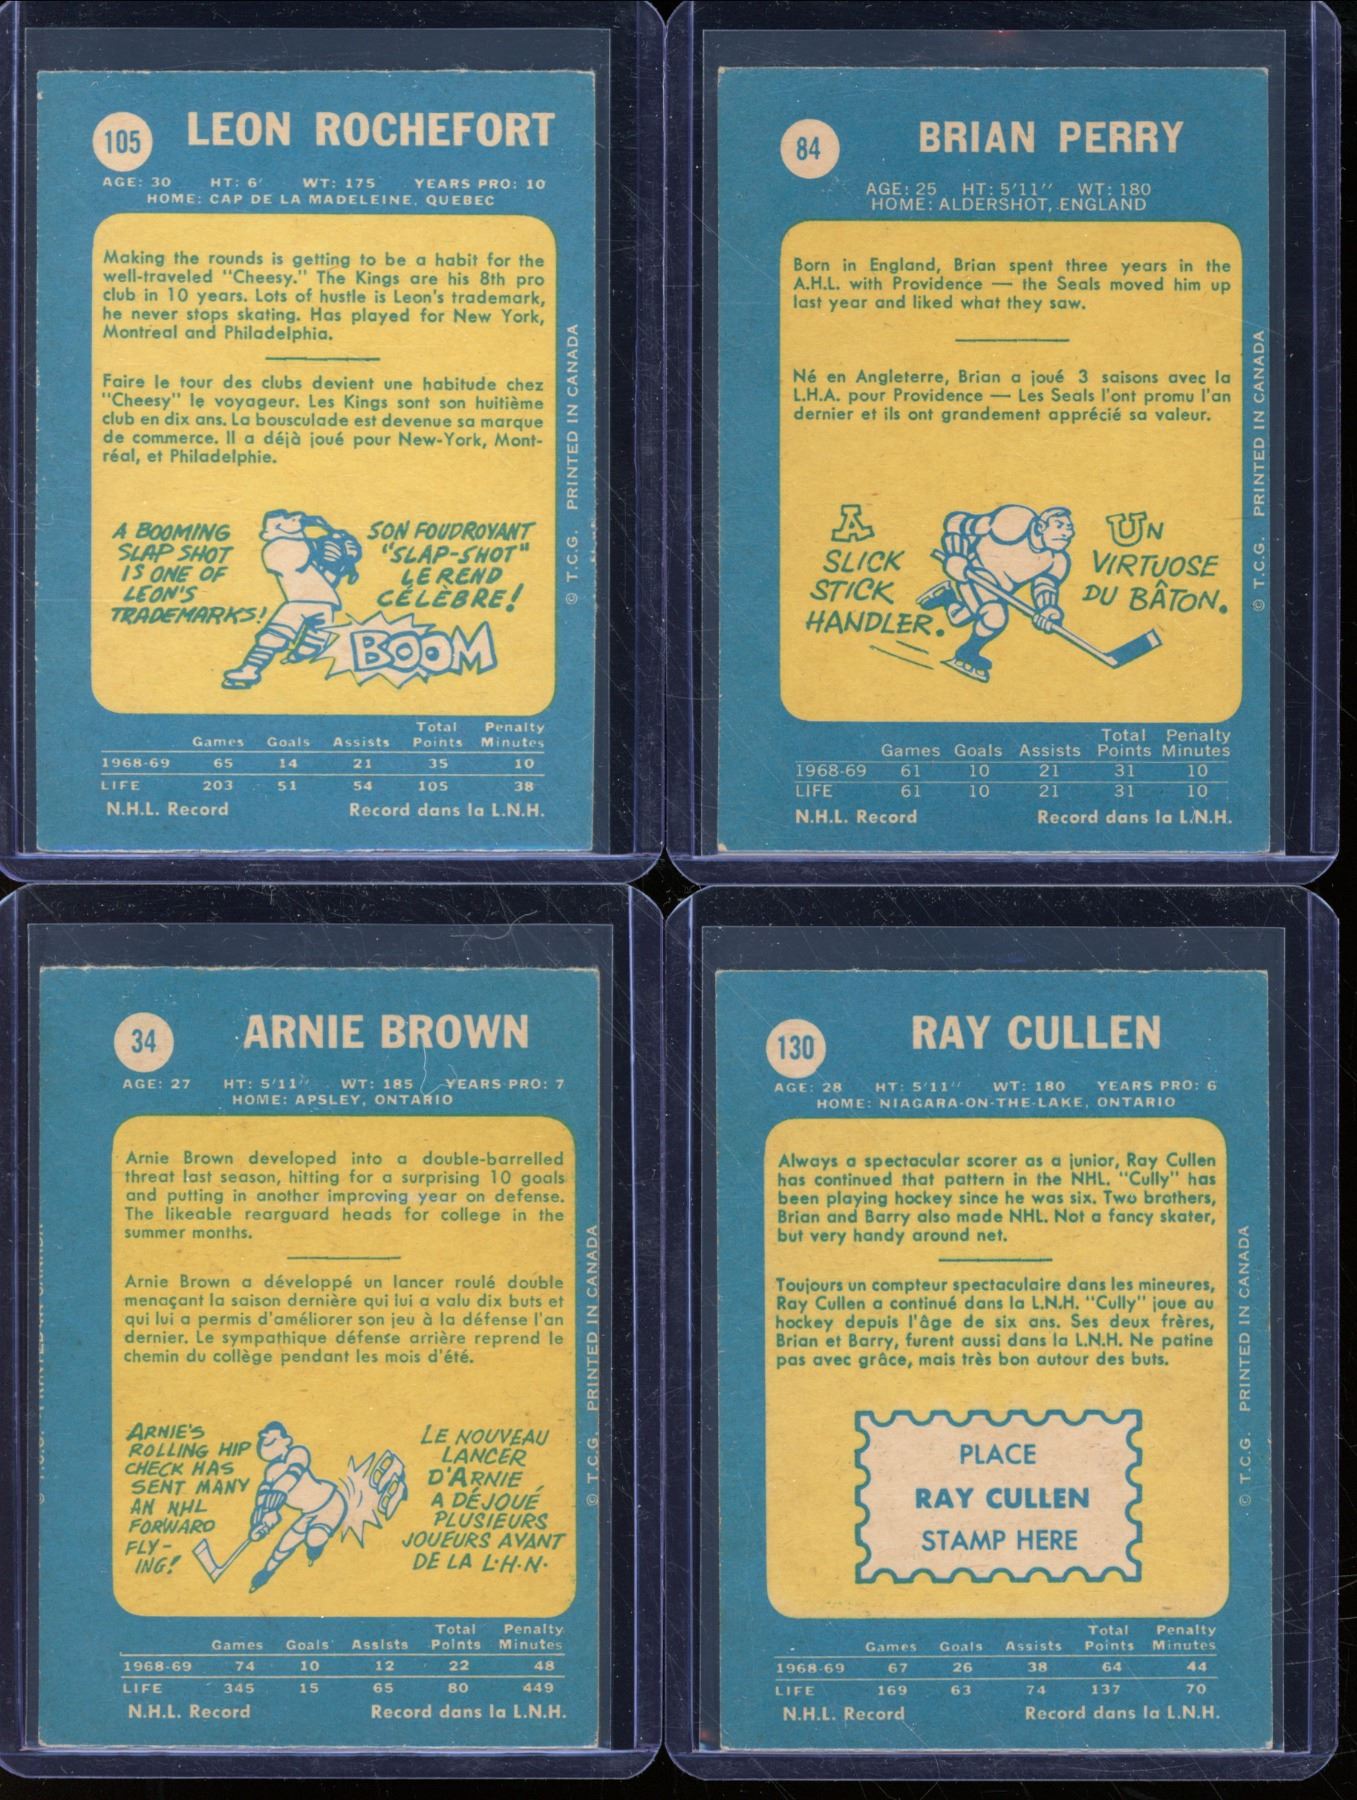 105
LEON ROCHEFORT
AGE: 30 HT: 6' WT: 175 YEARS PRO: 10
HOME: CAP DE LA MADELEINE, QUEBEC
Making the rounds is getting to be a habit for the
well-traveled "Cheesy." The Kings are his 8th pro
club in 10 years. Lots of hustle is Leon's trademark,
he never stops skating. Has played for New York,
Montreal and Philadelphia.
Faire le tour des clubs devient une habitude chez
"Cheesy" le voyageur. Les Kings sont son huitième
club en dix ans. La bousculade est devenue sa marque
de commerce. Il a déjà joué pour New-York, Mont-
réal, et Philadelphie.
A BOOMING
SLAP SHOT
IS ONE OF
LEON'S
TRADEMARKS!
SON FOUDROYANT
"SLAP-SHOT"
LE REND
CÉLÈBRE!
BOOM
© T.C.G. PRINTED IN CANADA
Games Goals Assists Total Points Penalty Minutes
1968-69 65 14 21 35 10
LIFE 203 51 54 105 38
N.H.L. Record Record dans la L.N.H.
84
BRIAN PERRY
AGE: 25 HT: 5'11'' WT: 180
HOME: ALDERSHOT, ENGLAND
Born in England, Brian spent three years in the
A.H.L. with Providence — the Seals moved him up
last year and liked what they saw.
Né en Angleterre, Brian a joué 3 saisons avec la
L.H.A. pour Providence — Les Seals l'ont promu l'an
dernier et ils ont grandement apprécié sa valeur.
A
SLICK
STICK
HANDLER.
UN
VIRTUOSE
DU BÂTON.
© T.C.G. PRINTED IN CANADA
Games Goals Assists Total Points Penalty Minutes
1968-69 61 10 21 31 10
LIFE 61 10 21 31 10
N.H.L. Record Record dans la L.N.H.
34
ARNIE BROWN
AGE: 27 HT: 5'11'' WT: 185 YEARS PRO: 7
HOME: APSLEY, ONTARIO
Arnie Brown developed into a double-barrelled
threat last season, hitting for a surprising 10 goals
and putting in another improving year on defense.
The likeable rearguard heads for college in the
summer months.
Arnie Brown a développé un lancer roulé double
menaçant la saison dernière qui lui a valu dix buts et
qui lui a permis d'améliorer son jeu à la défense l'an
dernier. Le sympathique défense arrière reprend le
chemin du collège pendant les mois d'été.
ARNIE'S
ROLLING HIP
CHECK HAS
SENT MANY
AN NHL
FORWARD
FLY-
ING!
LE NOUVEAU
LANCER
D'ARNIE
A DÉJOUÉ
PLUSIEURS
JOUEURS AVANT
DE LA L·H·N·
© T.C.G. PRINTED IN CANADA
Games Goals Assists Total Points Penalty Minutes
1968-69 74 10 12 22 48
LIFE 345 15 65 80 449
N.H.L. Record Record dans la L.N.H.
130
RAY CULLEN
AGE: 28 HT: 5'11'' WT: 180 YEARS PRO: 6
HOME: NIAGARA-ON-THE-LAKE, ONTARIO
Always a spectacular scorer as a junior, Ray Cullen
has continued that pattern in the NHL. "Cully" has
been playing hockey since he was six. Two brothers,
Brian and Barry also made NHL. Not a fancy skater,
but very handy around net.
Toujours un compteur spectaculaire dans les mineures,
Ray Cullen a continué dans la L.N.H. "Cully" joue au
hockey depuis l'âge de six ans. Ses deux frères,
Brian et Barry, furent aussi dans la L.N.H. Ne patine
pas avec grâce, mais très bon autour des buts.
PLACE
RAY CULLEN
STAMP HERE
© T.C.G. PRINTED IN CANADA
Games Goals Assists Total Points Penalty Minutes
1968-69 67 26 38 64 44
LIFE 169 63 74 137 70
N.H.L. Record Record dans la L.N.H.